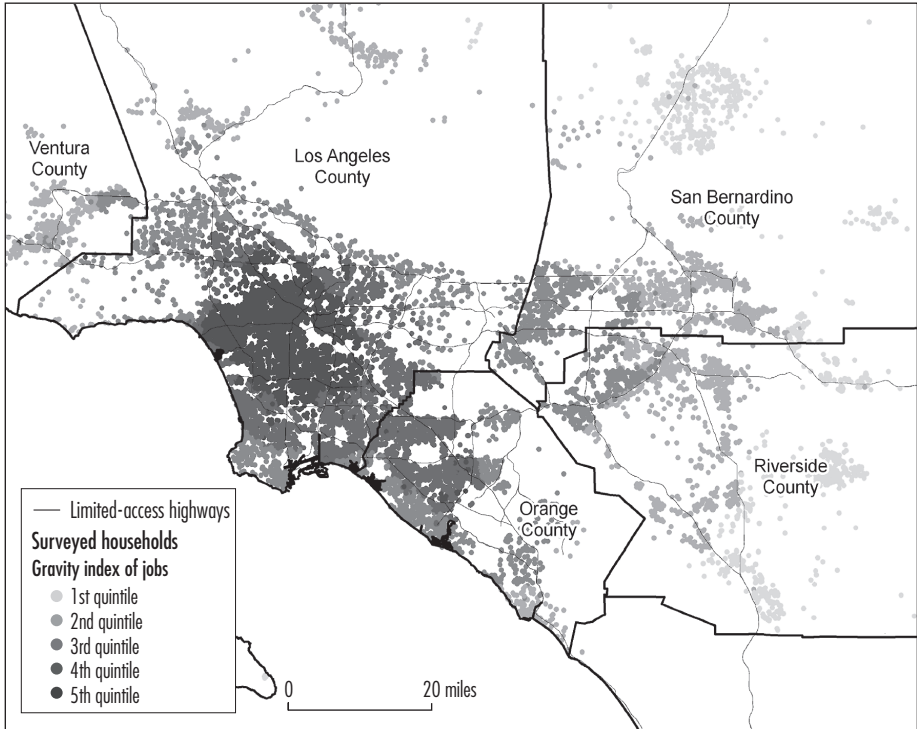 Ventura
County
Los Angeles
County
San Bernardino
County
Riverside
County
Orange
County
Limited-access highways
Surveyed households
Gravity index of jobs
1st quintile
2nd quintile
3rd quintile
4th quintile
5th quintile
0 20 miles